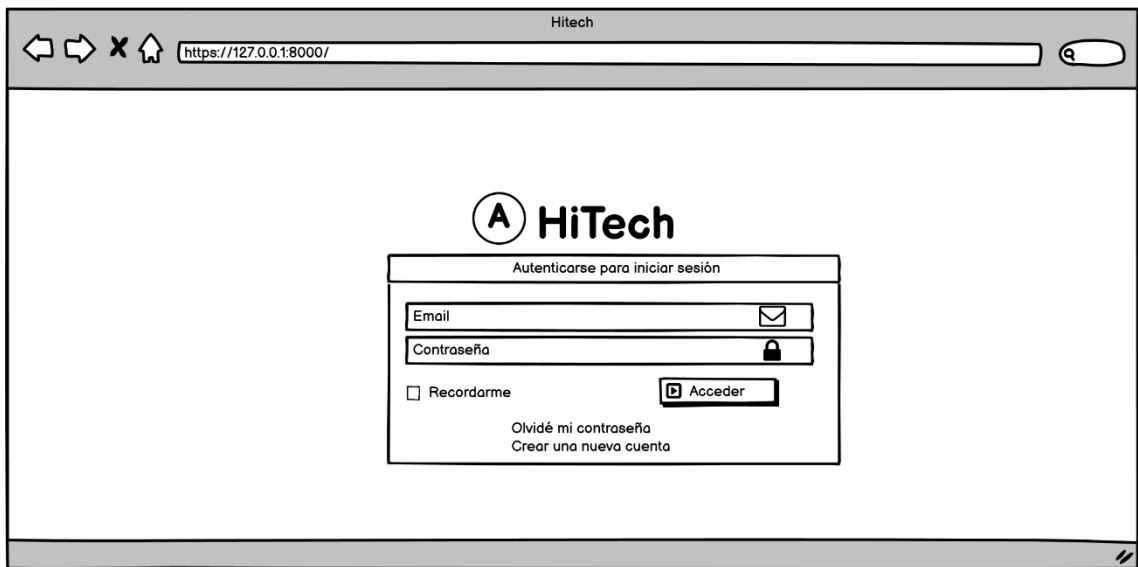 Hitech
https://127.0.0.1:8000/
A HiTech
Autenticarse para iniciar sesión
Email
Contraseña
Recordarme
Acceder
Olvidé mi contraseña
Crear una nueva cuenta